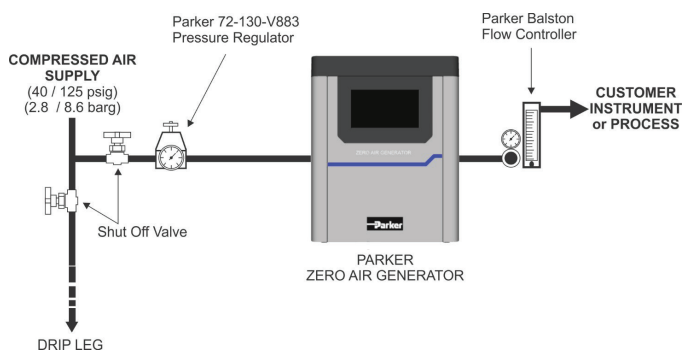 Parker 72-130-V883
Pressure Regulator
Parker Balston
Flow Controller
COMPRESSED AIR
SUPPLY
(40 / 125 psig)
(2.8 / 8.6 barg)
CUSTOMER
INSTRUMENT
or PROCESS
ZERO AIR GENERATOR
Parker
Shut Off Valve
PARKER
ZERO AIR GENERATOR
DRIP LEG